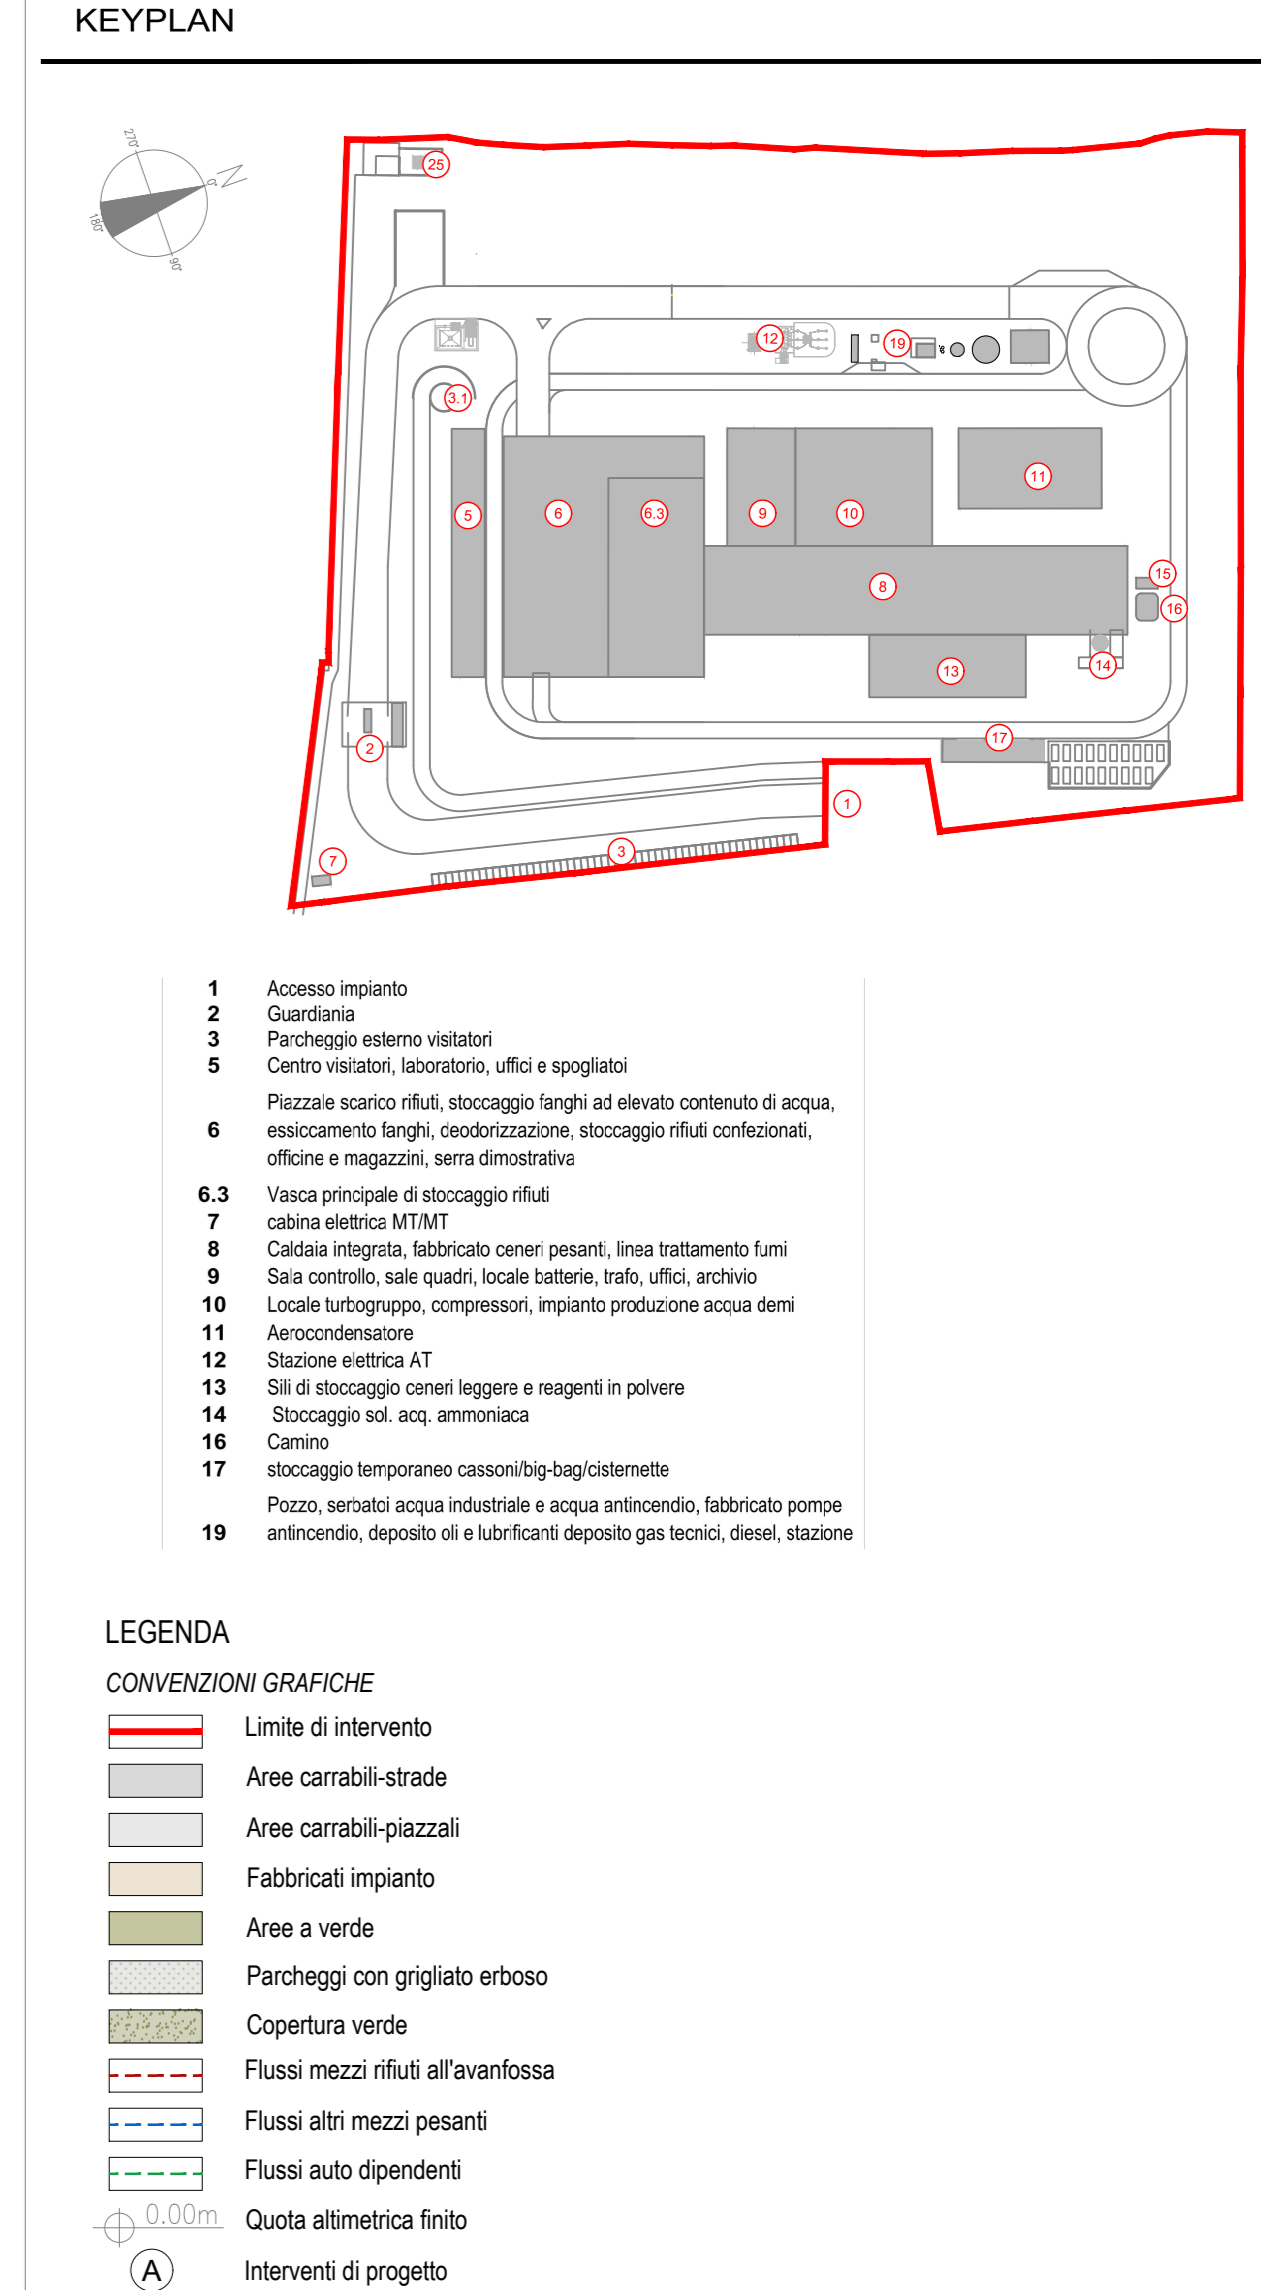 KEYPLAN
270°
N
0°
180°
90°
25
12
19
3.1
11
5
6
6.3
9
10
15
8
16
14
13
17
2
1
3
7
1 Accesso impianto
2 Guardiania
3 Parcheggio esterno visitatori
5 Centro visitatori, laboratorio, uffici e spogliatoi
Piazzale scarico rifiuti, stoccaggio fanghi ad elevato contenuto di acqua,
6 essiccamento fanghi, deodorizzazione, stoccaggio rifiuti confezionati,
officine e magazzini, serra dimostrativa
6.3 Vasca principale di stoccaggio rifiuti
7 cabina elettrica MT/MT
8 Caldaia integrata, fabbricato ceneri pesanti, linea trattamento fumi
9 Sala controllo, sale quadri, locale batterie, trafo, uffici, archivio
10 Locale turbogruppo, compressori, impianto produzione acqua demi
11 Aerocondensatore
12 Stazione elettrica AT
13 Sili di stoccaggio ceneri leggere e reagenti in polvere
14 Stoccaggio sol. acq. ammoniaca
16 Camino
17 stoccaggio temporaneo cassoni/big-bag/cisternette
Pozzo, serbatoi acqua industriale e acqua antincendio, fabbricato pompe
19 antincendio, deposito oli e lubrificanti deposito gas tecnici, diesel, stazione
LEGENDA
CONVENZIONI GRAFICHE
Limite di intervento
Aree carrabili-strade
Aree carrabili-piazzali
Fabbricati impianto
Aree a verde
Parcheggi con grigliato erboso
Copertura verde
Flussi mezzi rifiuti all'avanfossa
Flussi altri mezzi pesanti
Flussi auto dipendenti
0.00m Quota altimetrica finito
A Interventi di progetto